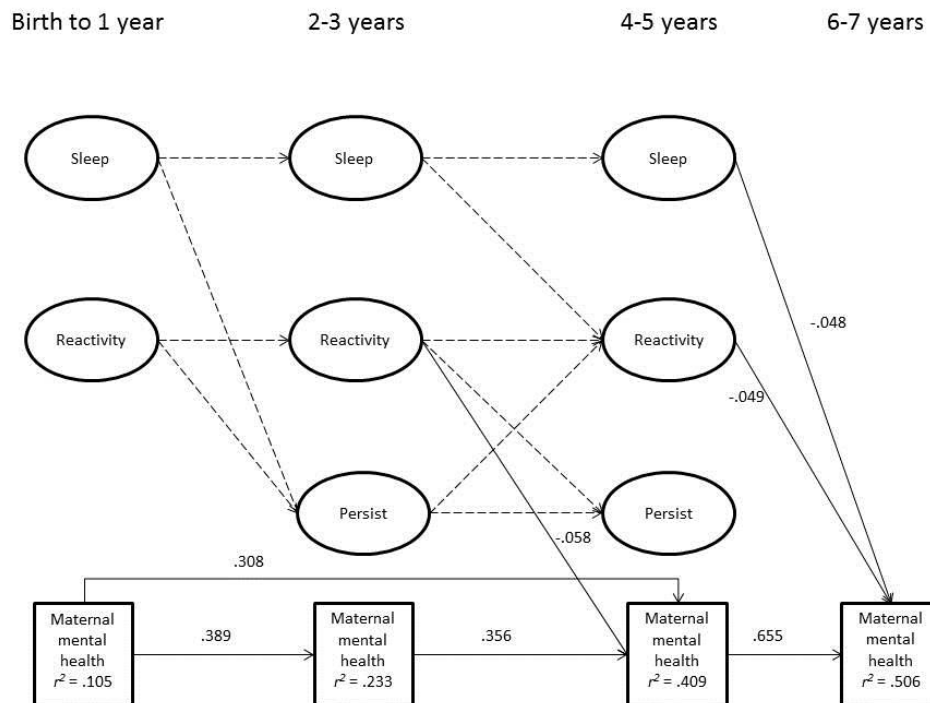 Birth to 1 year
2-3 years
4-5 years
6-7 years
Sleep
Sleep
Sleep
Reactivity
Reactivity
Reactivity
-.048
-.049
Persist
Persist
-.058
.308
Maternal
mental
health
r² = .105
.389
Maternal
mental
health
r² = .233
.356
Maternal
mental
health
r² = .409
.655
Maternal
mental
health
r² = .506